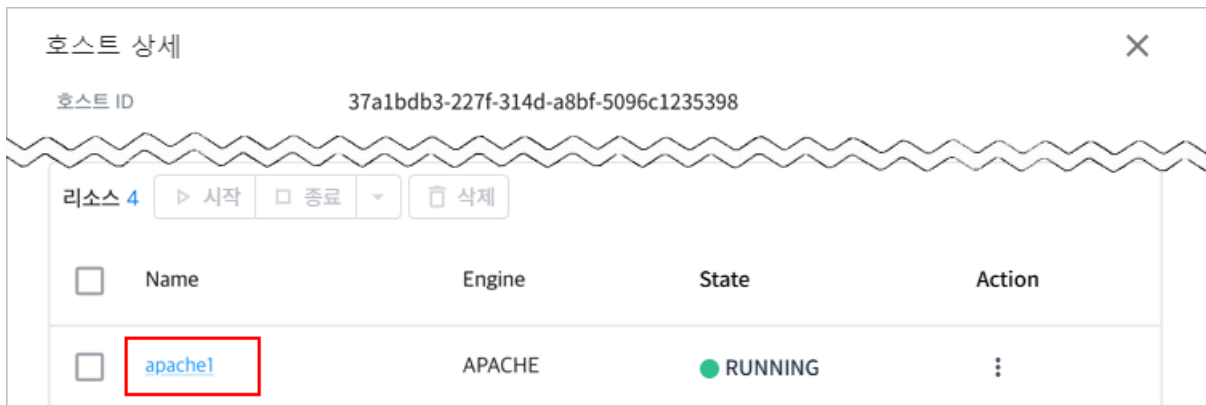 호스트 상세
호스트 ID 37a1bdb3-227f-314d-a8bf-5096c1235398
리소스 4 시작 종료 삭제
Name Engine State Action
apache1 APACHE RUNNING